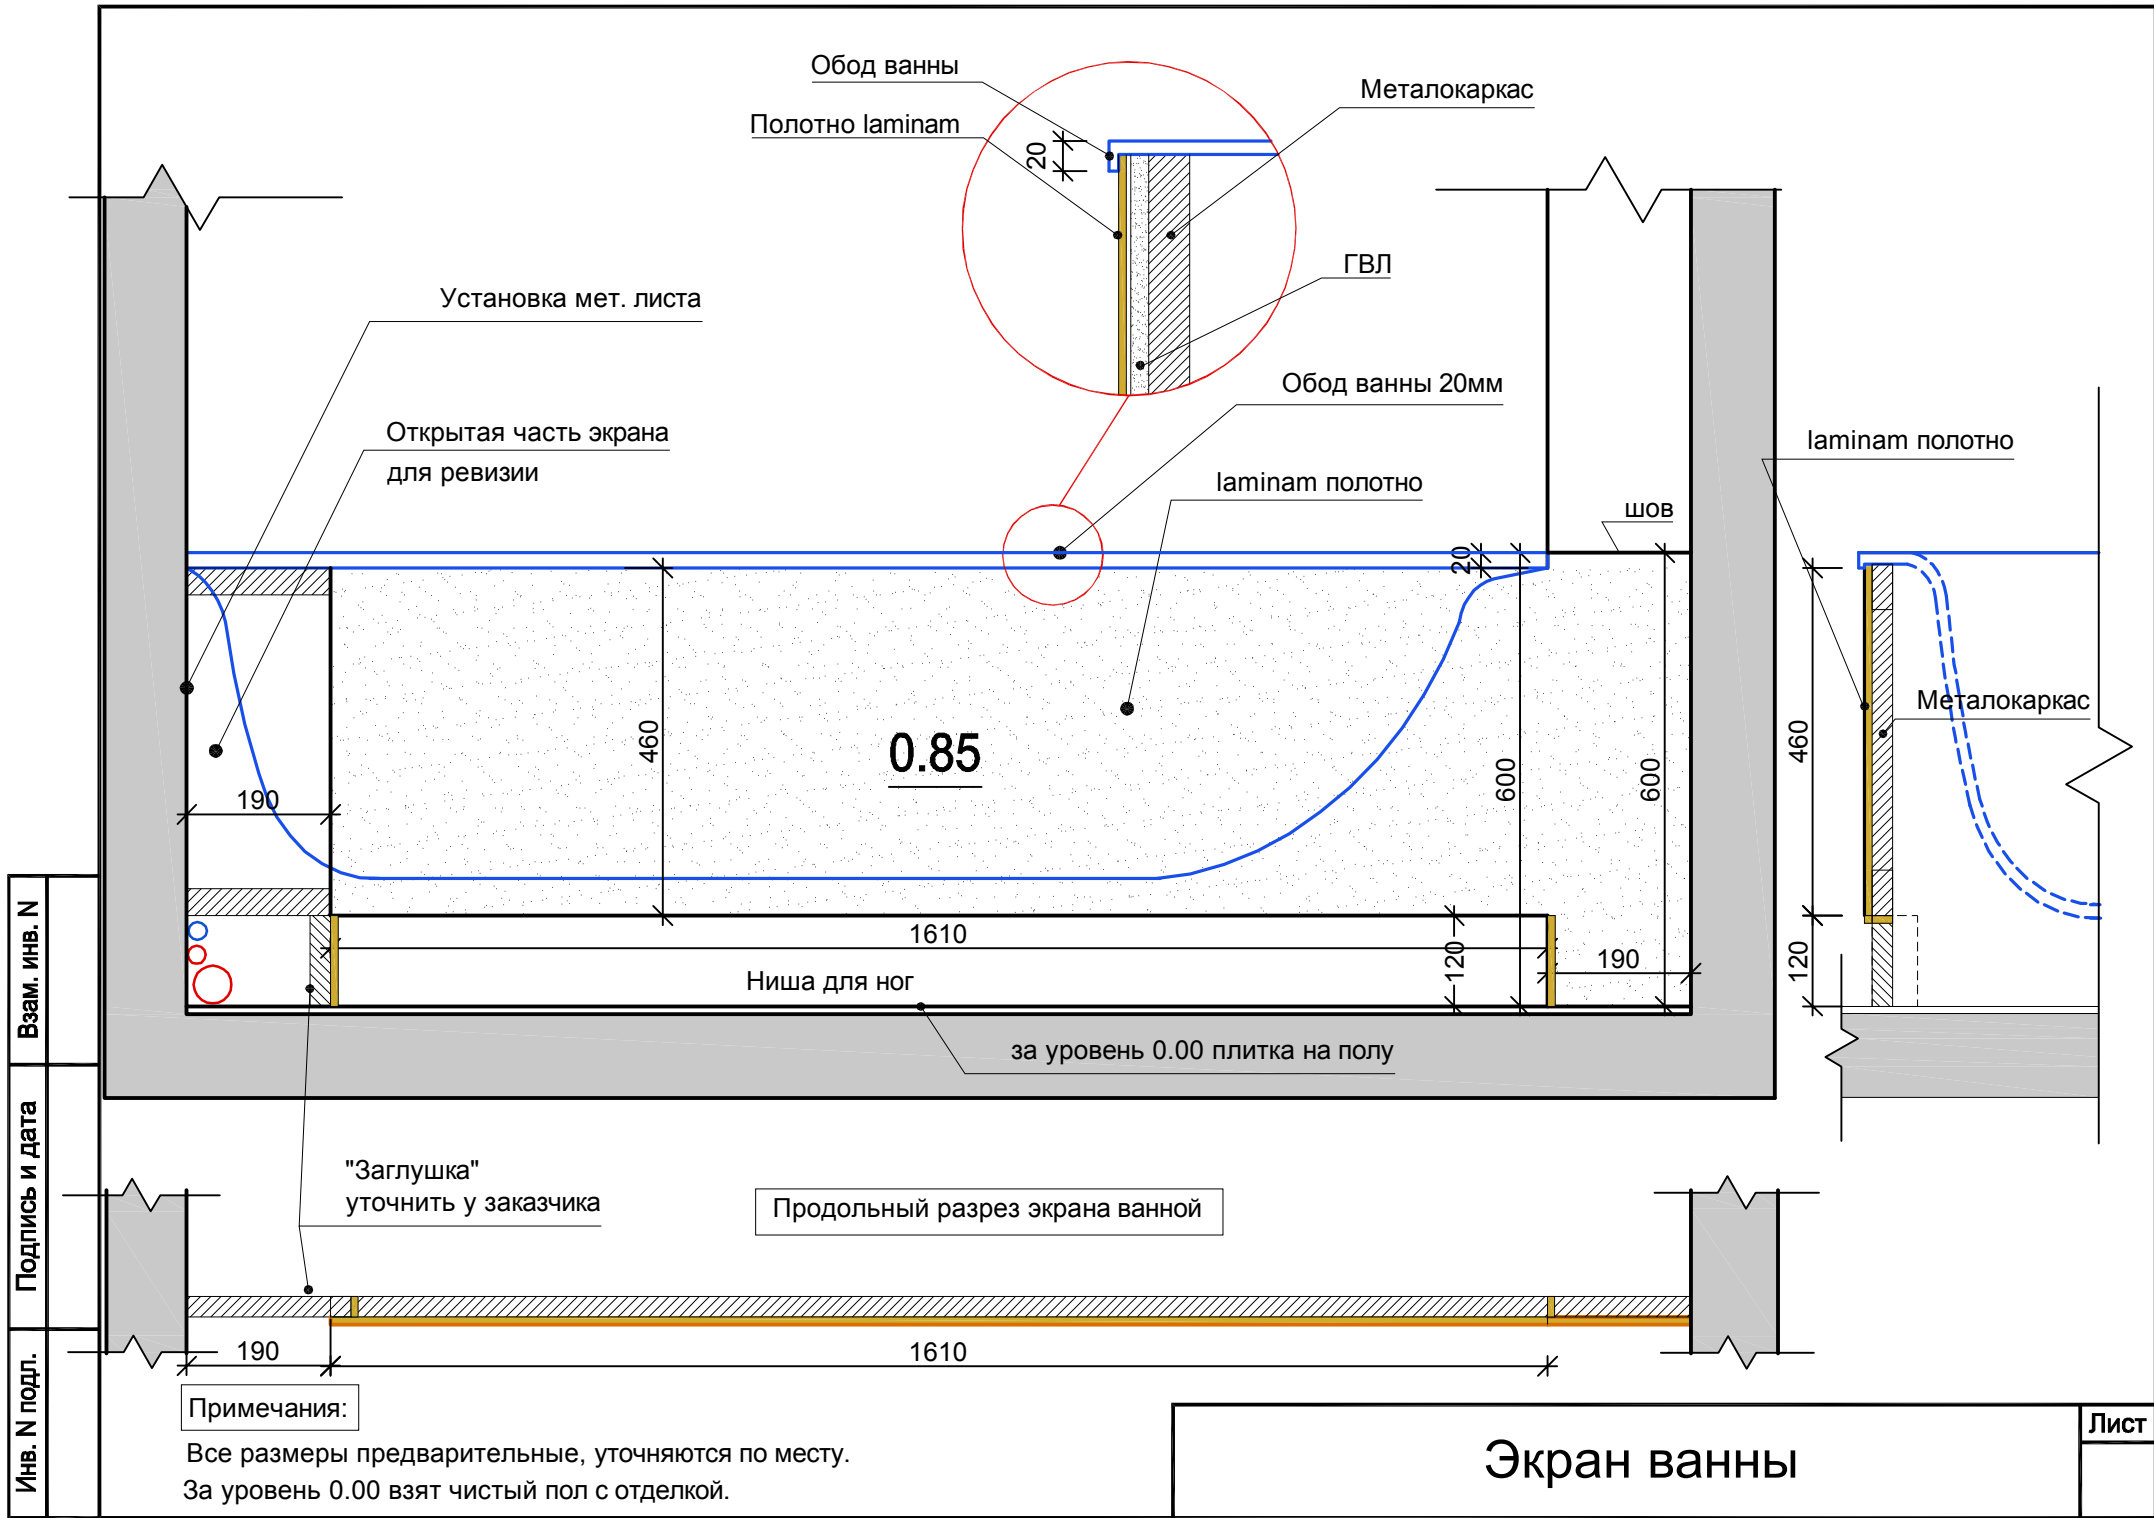 Обод ванны
Металокаркас
Полотно laminam
20
ГВЛ
Установка мет. листа
Обод ванны 20мм
Открытая часть экрана
для ревизии
laminam полотно
laminam полотно
шов
20
460
0.85
600
600
190
Металокаркас
460
1610
120
190
120
Ниша для ног
за уровень 0.00 плитка на полу
"Заглушка"
уточнить у заказчика
Продольный разрез экрана ванной
190
1610
Примечания:
Все размеры предварительные, уточняются по месту.
За уровень 0.00 взят чистый пол с отделкой.
Экран ванны
Лист
Взам. инв. N
Подпись и дата
Инв. N подл.